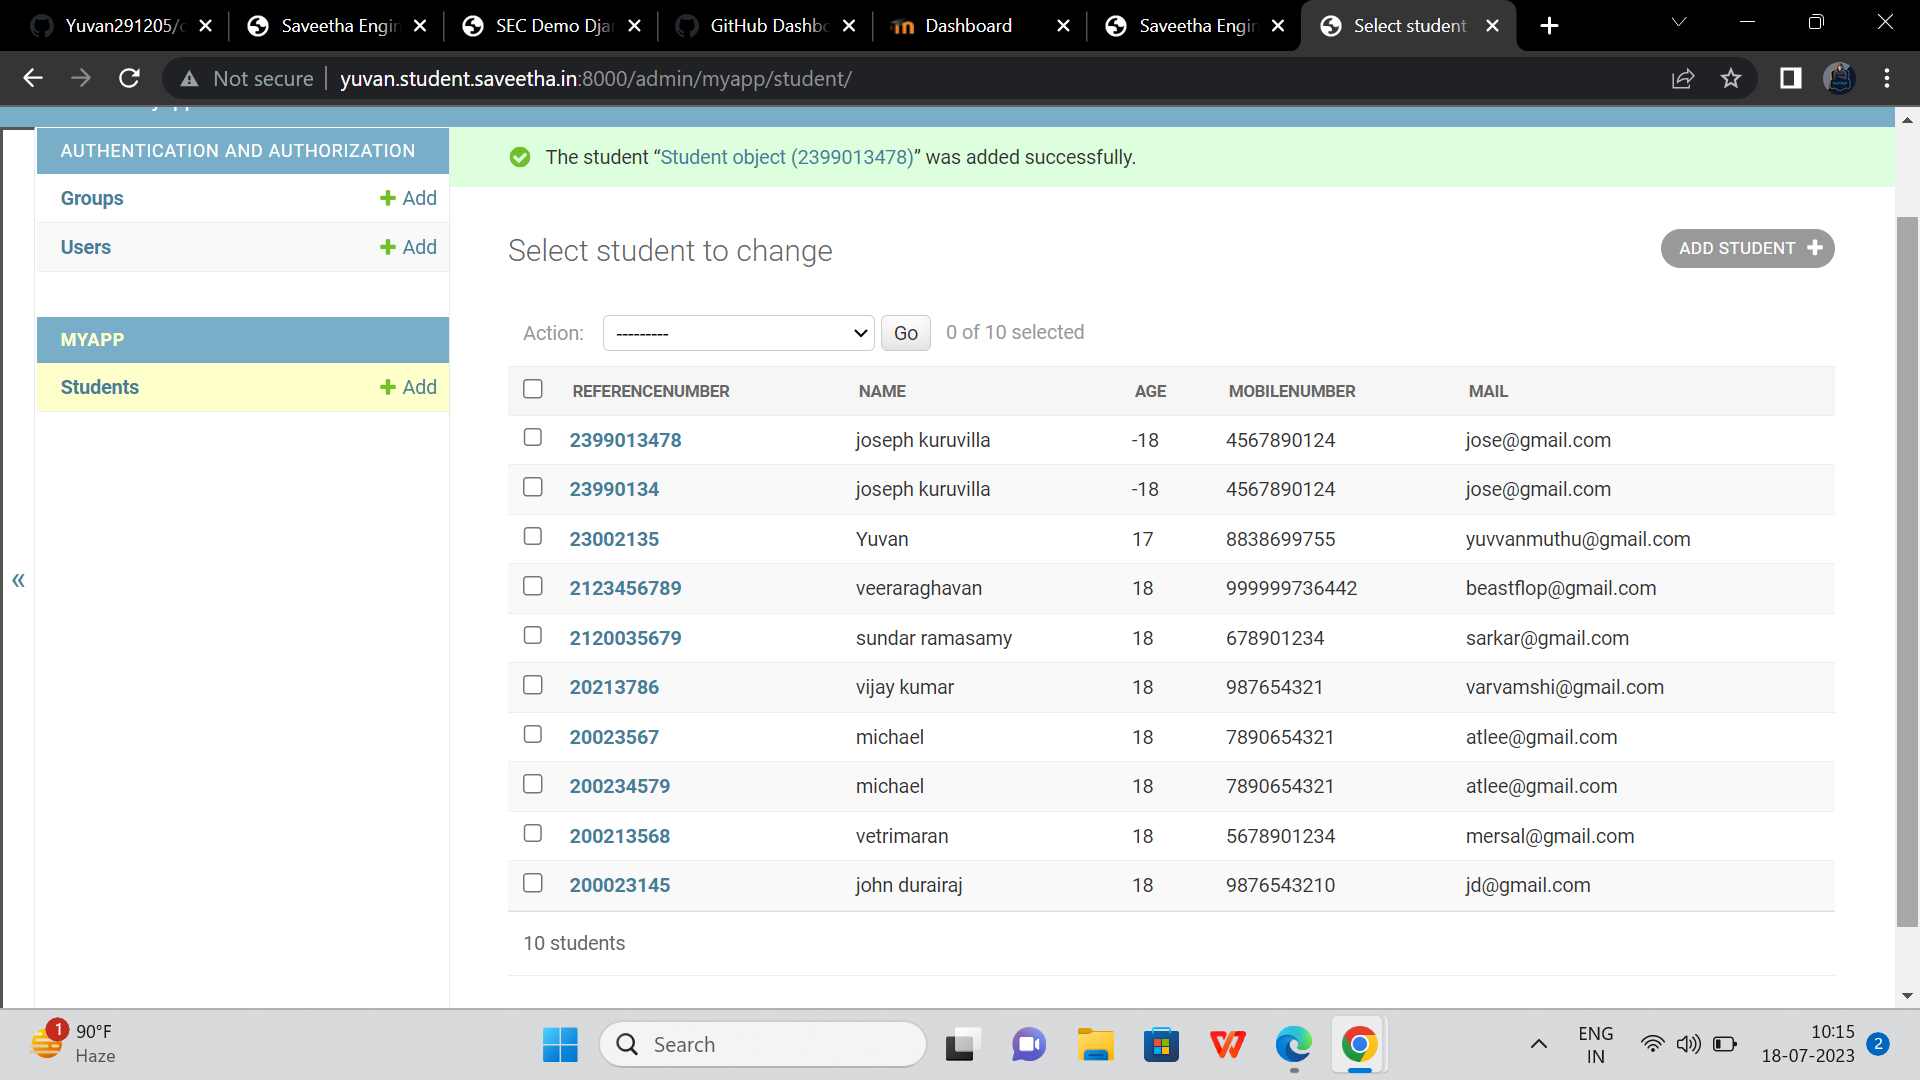 Yuvan291205/
Saveetha Engin
SEC Demo Djan
GitHub Dashbo
Dashboard
Saveetha Engin
Select student
Not secure
yuvan.student.saveetha.in:8000/admin/myapp/student/
AUTHENTICATION AND AUTHORIZATION
Groups
Add
Users
Add
MYAPP
Students
Add
The student “Student object (2399013478)” was added successfully.
Select student to change
ADD STUDENT
Action: --------- Go 0 of 10 selected
REFERENCENUMBER NAME AGE MOBILENUMBER MAIL
2399013478 joseph kuruvilla -18 4567890124 jose@gmail.com
23990134 joseph kuruvilla -18 4567890124 jose@gmail.com
23002135 Yuvan 17 8838699755 yuvvanmuthu@gmail.com
2123456789 veeraraghavan 18 999999736442 beastflop@gmail.com
2120035679 sundar ramasamy 18 678901234 sarkar@gmail.com
20213786 vijay kumar 18 987654321 varvamshi@gmail.com
20023567 michael 18 7890654321 atlee@gmail.com
200234579 michael 18 7890654321 atlee@gmail.com
200213568 vetrimaran 18 5678901234 mersal@gmail.com
200023145 john durairaj 18 9876543210 jd@gmail.com
10 students
«
1
90°F
Haze
Search
ENG
IN
10:15
18-07-2023
2